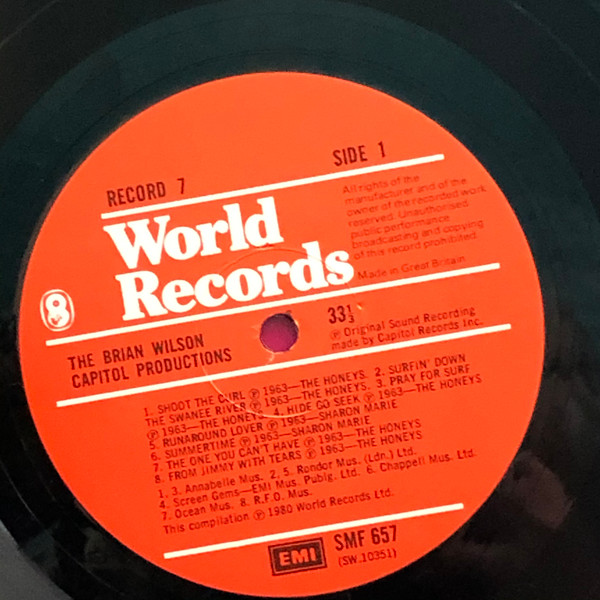 RECORD 7
SIDE 1
World
Records
All rights of the
manufacturer and of the
owner of the recorded work
reserved. Unauthorised
public performance
broadcasting and copying
of this record prohibited.
Made in Great Britain
8
THE BRIAN WILSON
CAPITOL PRODUCTIONS
33⅓
Ⓟ Original Sound Recording
made by Capitol Records Inc.
1. SHOOT THE CURL Ⓟ 1963—THE HONEYS. 2. SURFIN' DOWN
THE SWANEE RIVER Ⓟ 1963—THE HONEYS. 3. PRAY FOR SURF
Ⓟ 1963—THE HONEYS. 4. HIDE GO SEEK Ⓟ 1963—THE HONEYS
5. RUNAROUND LOVER Ⓟ 1963—SHARON MARIE
6. SUMMERTIME Ⓟ 1963—SHARON MARIE
7. THE ONE YOU CAN'T HAVE Ⓟ 1963—THE HONEYS
8. FROM JIMMY WITH TEARS Ⓟ 1963—THE HONEYS
1. 3. Annabelle Mus. 2, 5. Rondor Mus. (Ldn.) Ltd.
4. Screen Gems—EMI Mus. Publg. Ltd. 6. Chappell Mus. Ltd.
7. Ocean Mus. 8. R.F.D. Mus.
This compilation Ⓟ 1980 World Records Ltd.
EMI
SMF 657
(SW.10351)